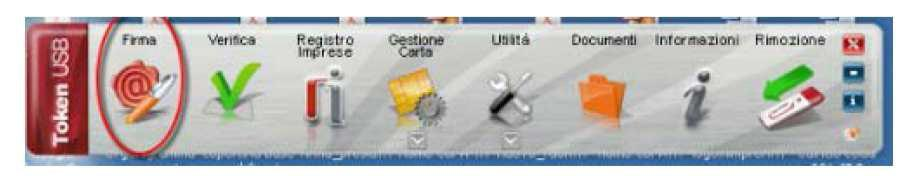 Token USB
Firma
Verifica
Registro
Imprese
Gestione
Carta
Utilità
Documenti
Informazioni
Rimozione